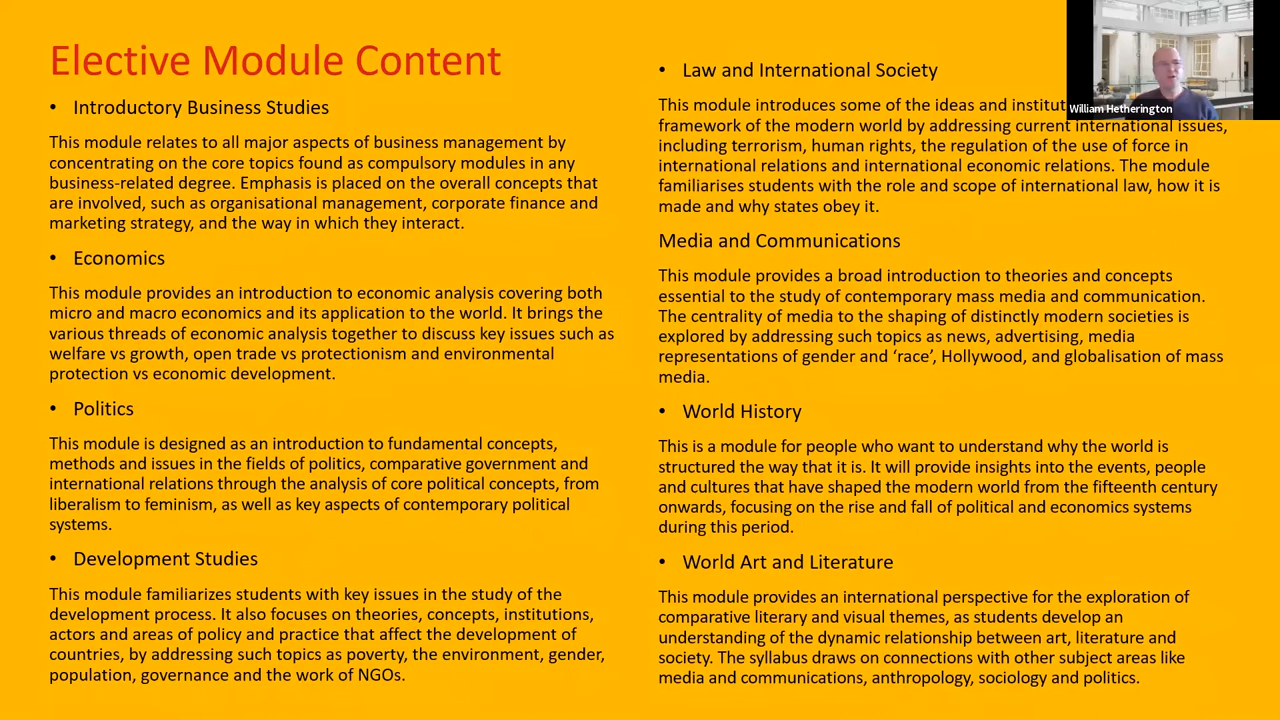 Elective Module Content
• Introductory Business Studies
This module relates to all major aspects of business management by
concentrating on the core topics found as compulsory modules in any
business-related degree. Emphasis is placed on the overall concepts that
are involved, such as organisational management, corporate finance and
marketing strategy, and the way in which they interact.
• Economics
This module provides an introduction to economic analysis covering both
micro and macro economics and its application to the world. It brings the
various threads of economic analysis together to discuss key issues such as
welfare vs growth, open trade vs protectionism and environmental
protection vs economic development.
• Politics
This module is designed as an introduction to fundamental concepts,
methods and issues in the fields of politics, comparative government and
international relations through the analysis of core political concepts, from
liberalism to feminism, as well as key aspects of contemporary political
systems.
• Development Studies
This module familiarizes students with key issues in the study of the
development process. It also focuses on theories, concepts, institutions,
actors and areas of policy and practice that affect the development of
countries, by addressing such topics as poverty, the environment, gender,
population, governance and the work of NGOs.
• Law and International Society
This module introduces some of the ideas and
framework of the modern world by addressing current international issues,
including terrorism, human rights, the regulation of the use of force in
international relations and international economic relations. The module
familiarises students with the role and scope of international law, how it is
made and why states obey it.
Media and Communications
This module provides a broad introduction to theories and concepts
essential to the study of contemporary mass media and communication.
The centrality of media to the shaping of distinctly modern societies is
explored by addressing such topics as news, advertising, media
representations of gender and ‘race’, Hollywood, and globalisation of mass
media.
• World History
This is a module for people who want to understand why the world is
structured the way that it is. It will provide insights into the events, people
and cultures that have shaped the modern world from the fifteenth century
onwards, focusing on the rise and fall of political and economics systems
during this period.
• World Art and Literature
This module provides an international perspective for the exploration of
comparative literary and visual themes, as students develop an
understanding of the dynamic relationship between art, literature and
society. The syllabus draws on connections with other subject areas like
media and communications, anthropology, sociology and politics.
William Hetherington